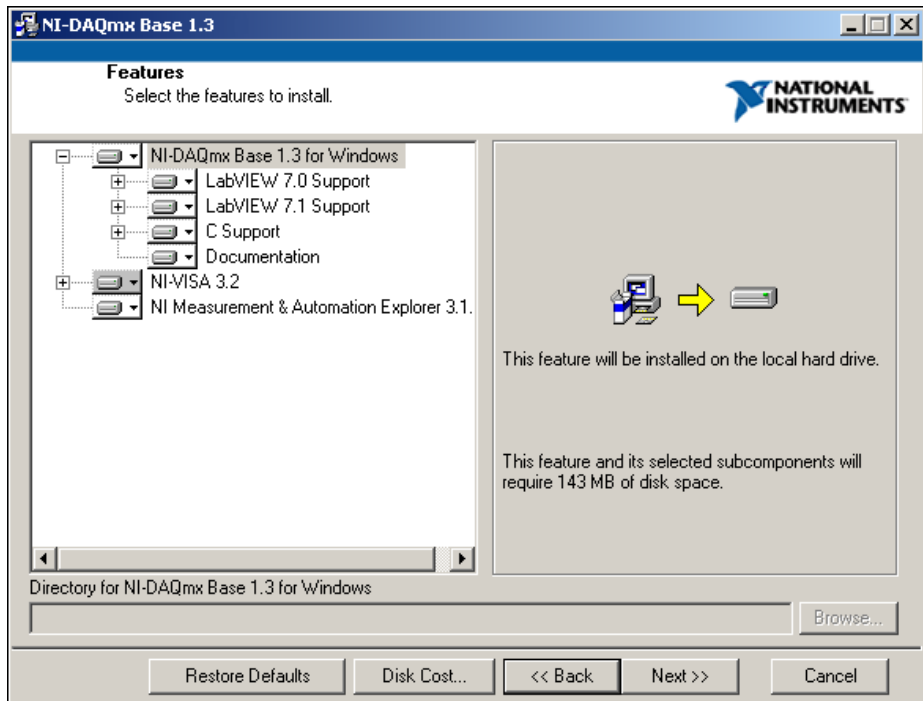 NI-DAQmx Base 1.3
Features
Select the features to install.
NATIONAL
INSTRUMENTS
NI-DAQmx Base 1.3 for Windows
LabVIEW 7.0 Support
LabVIEW 7.1 Support
C Support
Documentation
NI-VISA 3.2
NI Measurement & Automation Explorer 3.1.
This feature will be installed on the local hard drive.
This feature and its selected subcomponents will
require 143 MB of disk space.
Directory for NI-DAQmx Base 1.3 for Windows
Browse...
Restore Defaults
Disk Cost...
<< Back
Next >>
Cancel